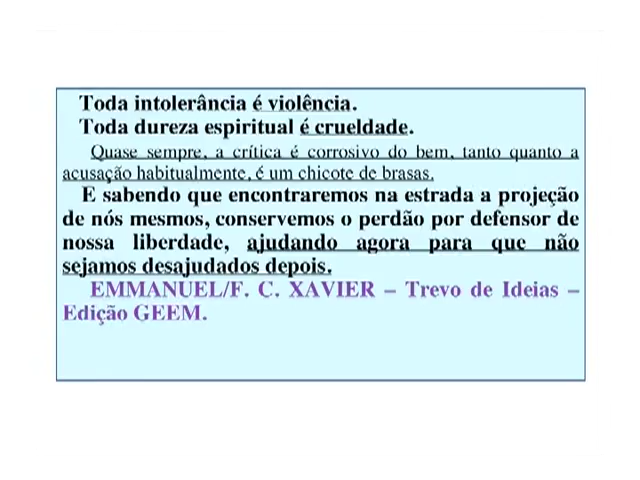 Toda intolerância é violência.
Toda dureza espiritual é crueldade.
Quase sempre, a crítica é corrosivo do bem, tanto quanto a
acusação habitualmente, é um chicote de brasas.
E sabendo que encontraremos na estrada a projeção
de nós mesmos, conservemos o perdão por defensor de
nossa liberdade, ajudando agora para que não
sejamos desajudados depois.
EMMANUEL/F. C. XAVIER – Trevo de Ideias –
Edição GEEM.